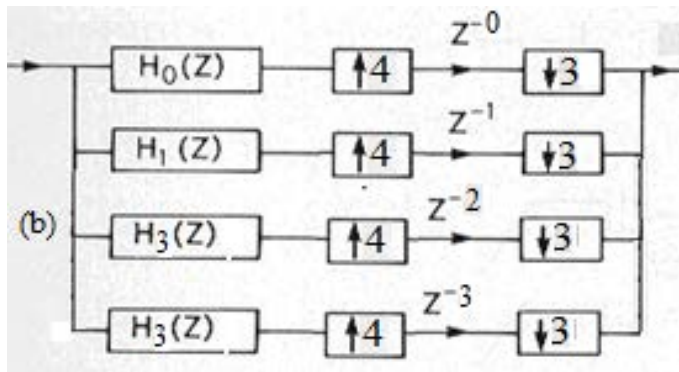 Z⁻⁰
H₀(Z) ↑4 ↓3
Z⁻¹
H₁(Z) ↑4 ↓3
Z⁻²
(b) H₃(Z) ↑4 ↓3
Z⁻³
H₃(Z) ↑4 ↓3